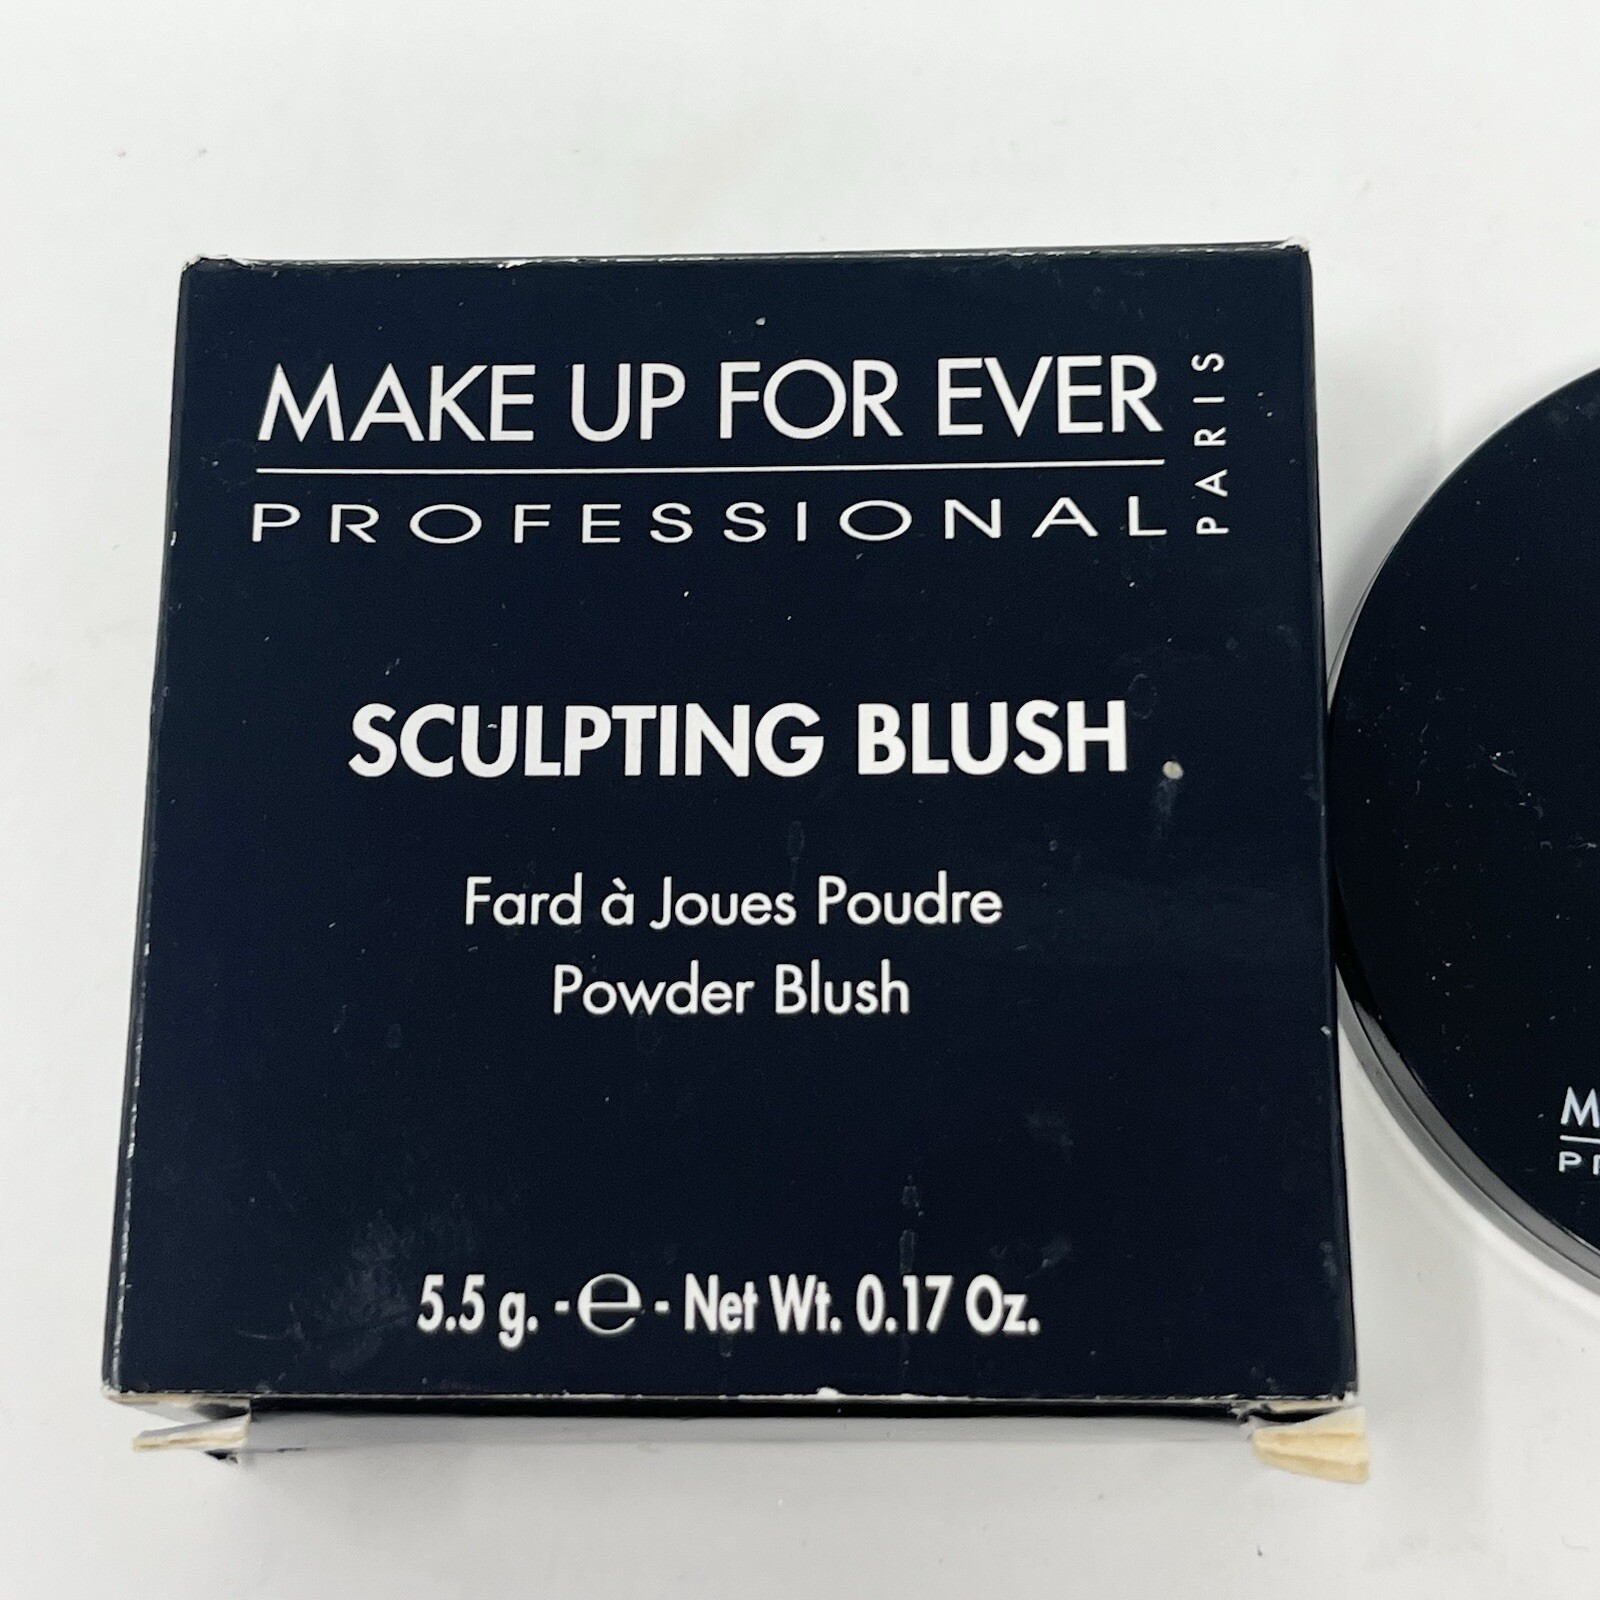 MAKE UP FOR EVER
PROFESSIONAL
PARIS
SCULPTING BLUSH
Fard à Joues Poudre
Powder Blush
5.5 g. - e - Net Wt. 0.17 Oz.